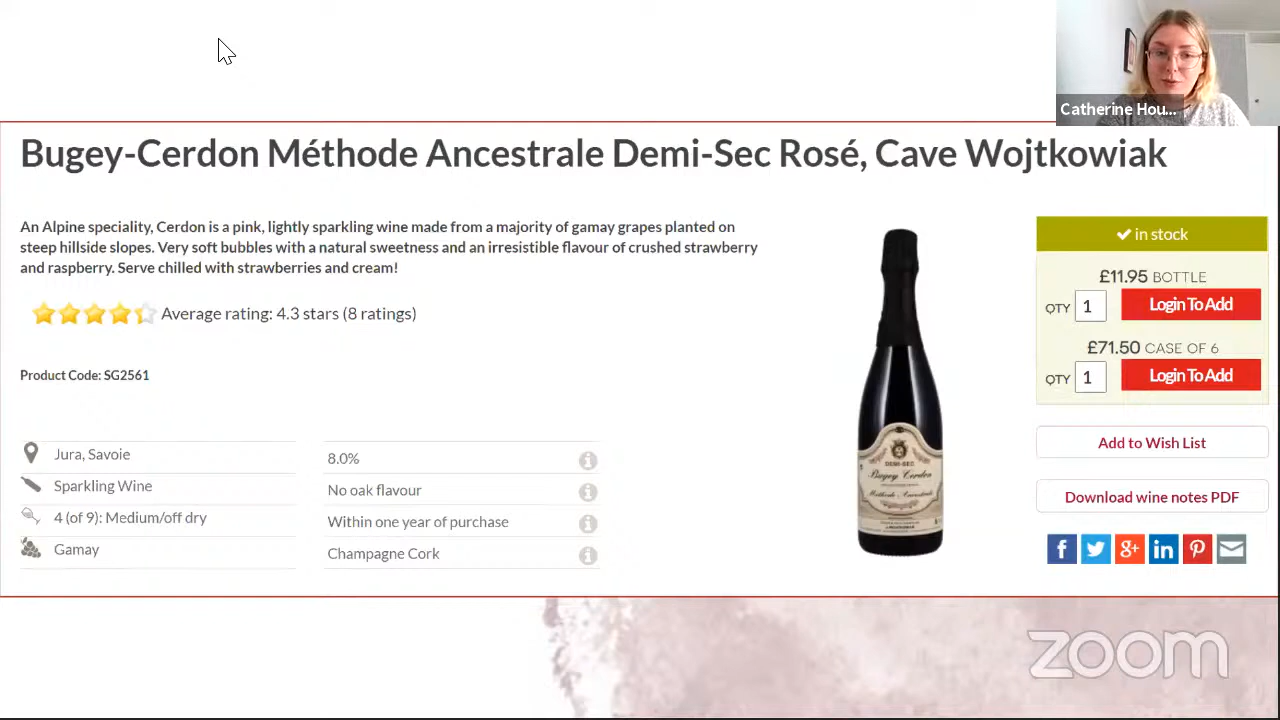 Catherine Hou...
Bugey-Cerdon Méthode Ancestrale Demi-Sec Rosé, Cave Wojtkowiak
An Alpine speciality, Cerdon is a pink, lightly sparkling wine made from a majority of gamay grapes planted on
steep hillside slopes. Very soft bubbles with a natural sweetness and an irresistible flavour of crushed strawberry
and raspberry. Serve chilled with strawberries and cream!
Average rating: 4.3 stars (8 ratings)
Product Code: SG2561
Jura, Savoie
Sparkling Wine
4 (of 9): Medium/off dry
Gamay
8.0%
No oak flavour
Within one year of purchase
Champagne Cork
DEMI-SEC
Bugey Cerdon
Méthode Ancestrale
in stock
£11.95 BOTTLE
QTY 1 Login To Add
£71.50 CASE OF 6
QTY 1 Login To Add
Add to Wish List
Download wine notes PDF
zoom